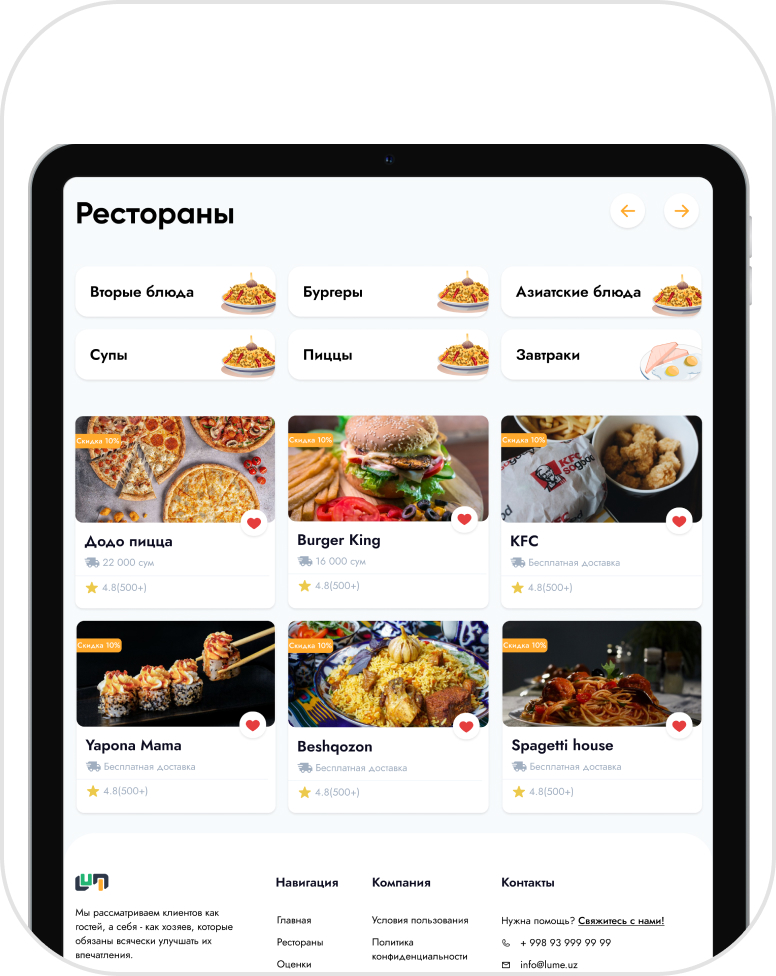 Рестораны
Вторые блюда
Бургеры
Азиатские блюда
Супы
Пиццы
Завтраки
Скидка 10%
Скидка 10%
Скидка 10%
KFC
so good
Додо пицца
Burger King
KFC
22 000 сум
16 000 сум
Бесплатная доставка
4.8(500+)
4.8(500+)
4.8(500+)
Скидка 10%
Скидка 10%
Скидка 10%
Yapona Mama
Beshqozon
Spagetti house
Бесплатная доставка
Бесплатная доставка
Бесплатная доставка
4.8(500+)
4.8(500+)
4.8(500+)
Мы рассматриваем клиентов как
гостей, а себя - как хозяев, которые
обязаны всячески улучшать их
впечатления.
Навигация
Главная
Рестораны
Оценки
Компания
Условия пользования
Политика
конфиденциальности
Контакты
Нужна помощь? Свяжитесь с нами!
+ 998 93 999 99 99
info@lume.uz